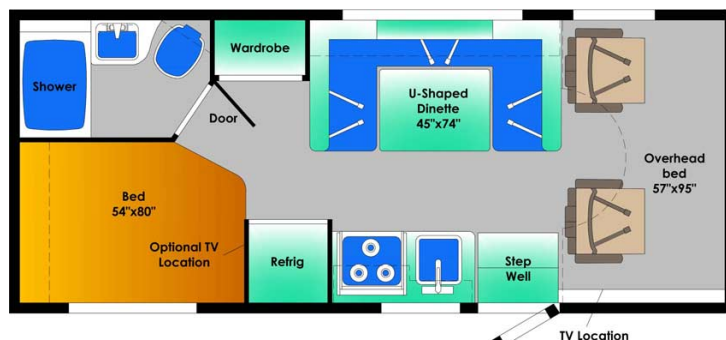 Wardrobe
Shower
U-Shaped
Dinette
45"x74"
Door
Overhead
bed
57"x95"
Bed
54"x80"
Optional TV
Location
Refrig
Step
Well
TV Location